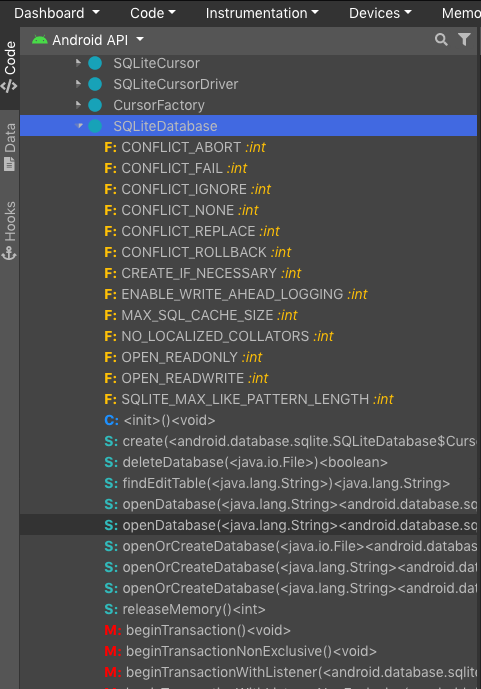 Dashboard Code Instrumentation Devices Memo
Code
Data
Hooks
Android API
SQLiteCursor
SQLiteCursorDriver
CursorFactory
SQLiteDatabase
F: CONFLICT_ABORT :int
F: CONFLICT_FAIL :int
F: CONFLICT_IGNORE :int
F: CONFLICT_NONE :int
F: CONFLICT_REPLACE :int
F: CONFLICT_ROLLBACK :int
F: CREATE_IF_NECESSARY :int
F: ENABLE_WRITE_AHEAD_LOGGING :int
F: MAX_SQL_CACHE_SIZE :int
F: NO_LOCALIZED_COLLATORS :int
F: OPEN_READONLY :int
F: OPEN_READWRITE :int
F: SQLITE_MAX_LIKE_PATTERN_LENGTH :int
C: <init>()<void>
S: create(<android.database.sqlite.SQLiteDatabase$Curs
S: deleteDatabase(<java.io.File>)<boolean>
S: findEditTable(<java.lang.String>)<java.lang.String>
S: openDatabase(<java.lang.String><android.database.sq
S: openDatabase(<java.lang.String><android.database.sq
S: openOrCreateDatabase(<java.io.File><android.databas
S: openOrCreateDatabase(<java.lang.String><android.dat
S: openOrCreateDatabase(<java.lang.String><android.dat
S: releaseMemory()<int>
M: beginTransaction()<void>
M: beginTransactionNonExclusive()<void>
M: beginTransactionWithListener(<android.database.sqlite